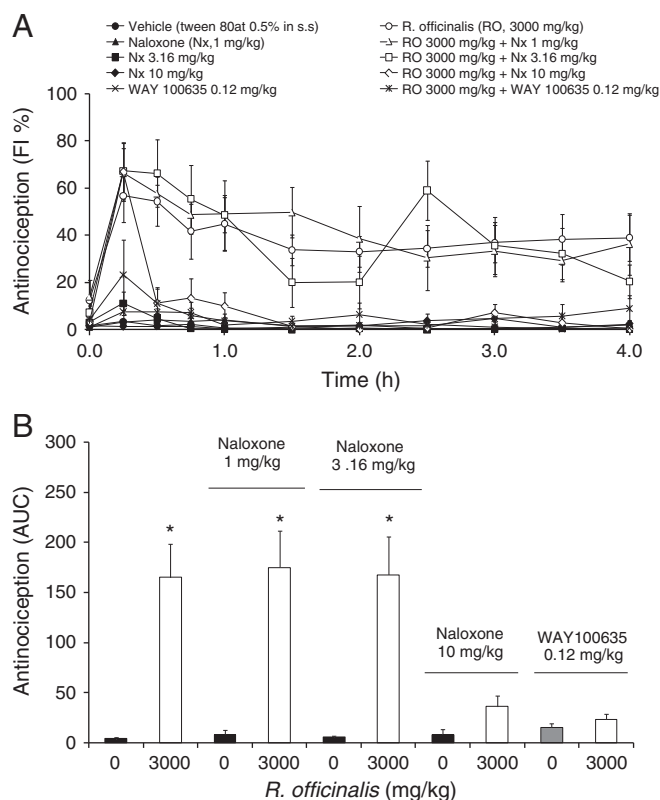 A
Vehicle (tween 80at 0.5% in s.s)
Naloxone (Nx,1 mg/kg)
Nx 3.16 mg/kg
Nx 10 mg/kg
WAY 100635 0.12 mg/kg
R. officinalis (RO, 3000 mg/kg)
RO 3000 mg/kg + Nx 1 mg/kg
RO 3000 mg/kg + Nx 3.16 mg/kg
RO 3000 mg/kg + Nx 10 mg/kg
RO 3000 mg/kg + WAY 100635 0.12 mg/kg
Antinociception (FI %)
100
80
60
40
20
0
0.0 1.0 2.0 3.0 4.0
Time (h)
B
Antinociception (AUC)
300
250
200
150
100
50
0
Naloxone
1 mg/kg
Naloxone
3 .16 mg/kg
* * *
Naloxone
10 mg/kg
WAY100635
0.12 mg/kg
0 3000 0 3000 0 3000 0 3000 0 3000
R. officinalis (mg/kg)